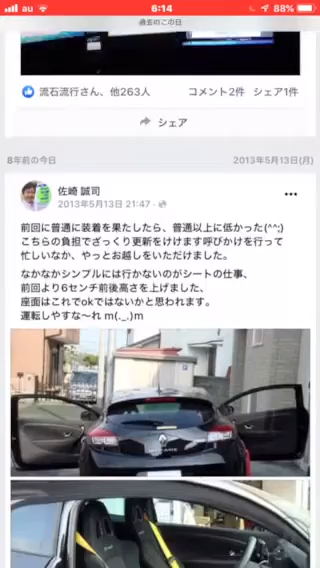 au
6:14
88%
過去のこの日
流石流行さん、他263人
コメント2件
シェア1件
シェア
8年前の今日
2013年5月13日(月)
佐崎 誠司
2013年5月13日 21:47
前回に普通に装着を果たしたら、普通以上に低かった(^^;)
こちらの負担でざっくり更新をけけます呼びかけを行って
忙しいなか、やっとお越しをいただけました。
なかなかシンプルには行かないのがシートの仕事、
前回より6センチ前後高さを上げました、
座面はこれでokではないかと思われます。
運転しやすな〜れ m(._.)m